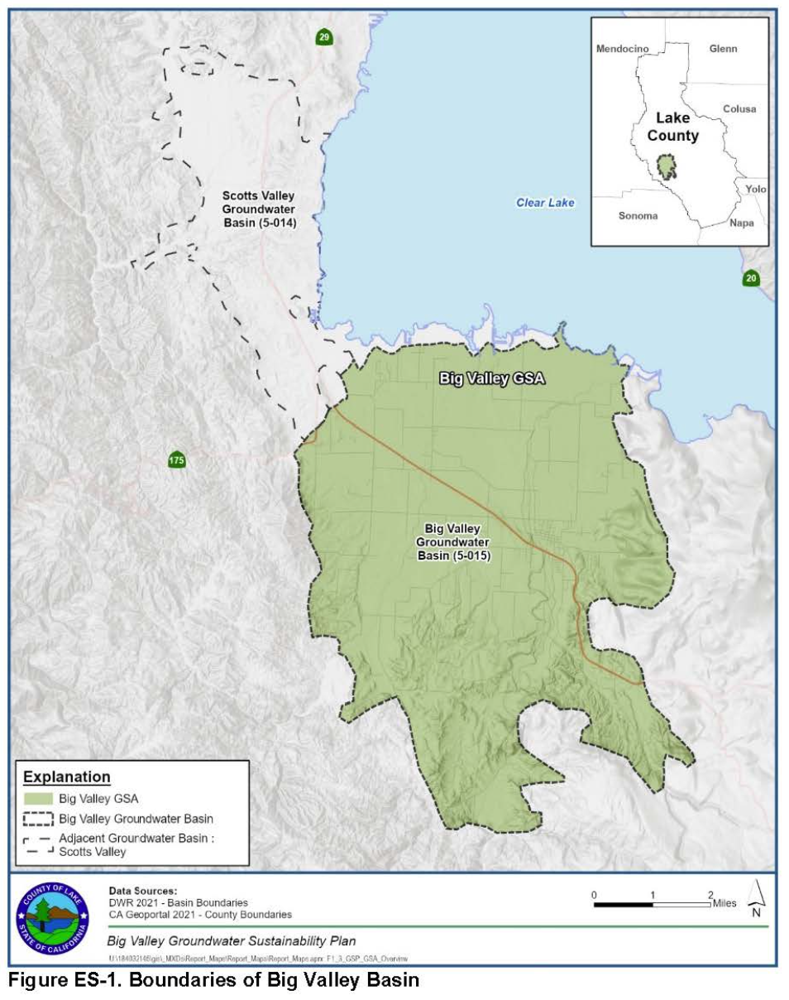 29
Mendocino
Glenn
Colusa
Lake
County
Yolo
Sonoma
Napa
Scotts Valley
Groundwater
Basin (5-014)
Clear Lake
20
Big Valley GSA
175
Big Valley
Groundwater
Basin (5-015)
Explanation
Big Valley GSA
Big Valley Groundwater Basin
Adjacent Groundwater Basin :
Scotts Valley
COUNTY OF LAKE
STATE OF CALIFORNIA
Data Sources:
DWR 2021 - Basin Boundaries
CA Geoportal 2021 - County Boundaries
0 1 2 Miles
N
Big Valley Groundwater Sustainability Plan
Figure ES-1. Boundaries of Big Valley Basin